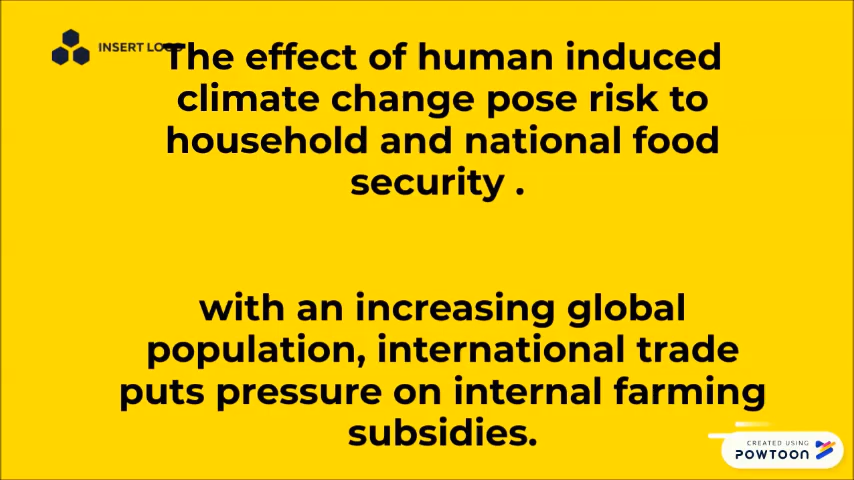 INSERT LOGO
The effect of human induced
climate change pose risk to
household and national food
security .
with an increasing global
population, international trade
puts pressure on internal farming
subsidies.
CREATED USING
POWTOON